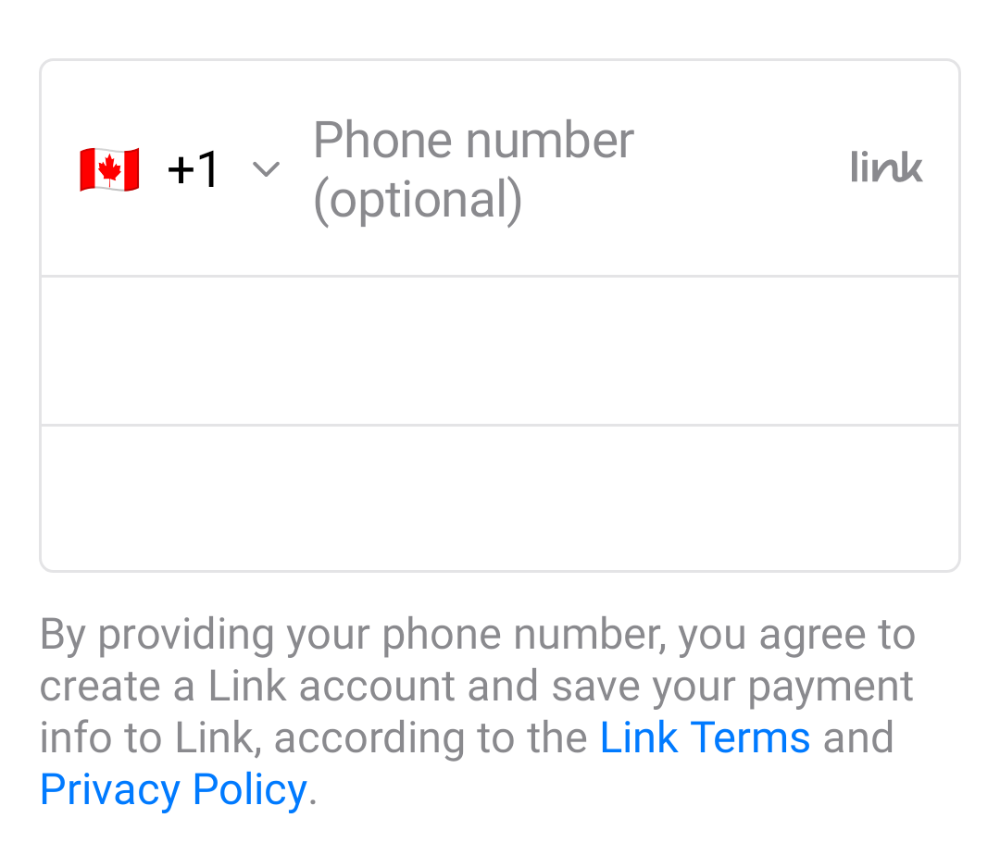 Phone number
+1
(optional)
link
By providing your phone number, you agree to
create a Link account and save your payment
info to Link, according to the Link Terms and
Privacy Policy.